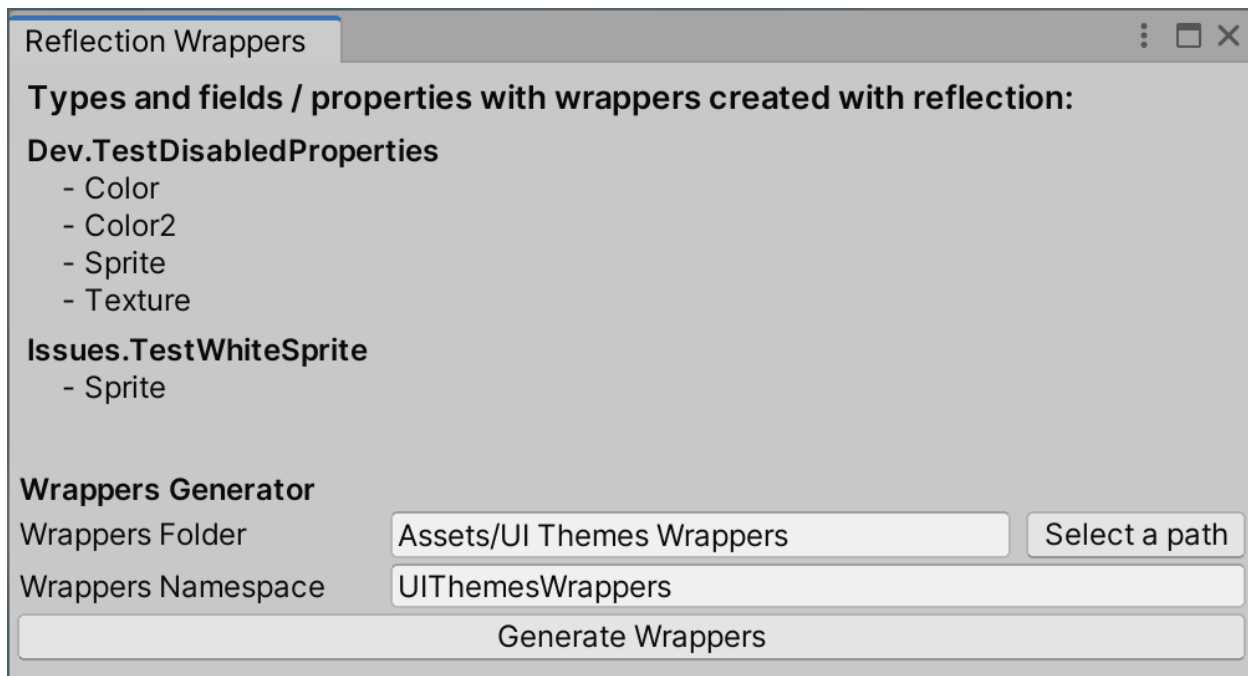 Reflection Wrappers
Types and fields / properties with wrappers created with reflection:
Dev.TestDisabledProperties
- Color
- Color2
- Sprite
- Texture
Issues.TestWhiteSprite
- Sprite
Wrappers Generator
Wrappers Folder Assets/UI Themes Wrappers Select a path
Wrappers Namespace UIThemesWrappers
Generate Wrappers